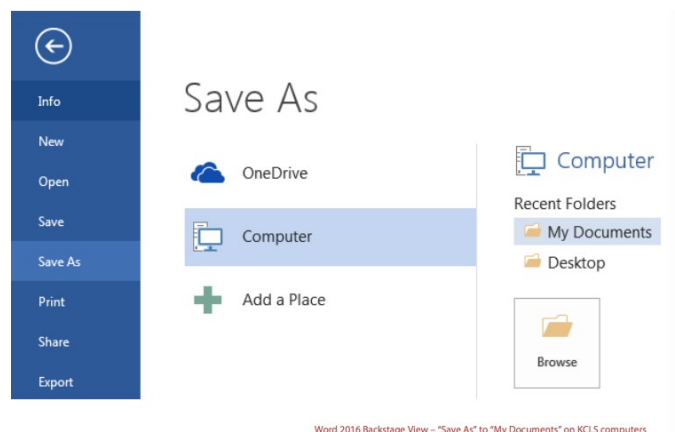 Info
New
Open
Save
Save As
Print
Share
Export
Save As
OneDrive
Computer
Add a Place
Computer
Recent Folders
My Documents
Desktop
Browse
Word 2016 Backstage View – "Save As" to "My Documents" on KCLS computers